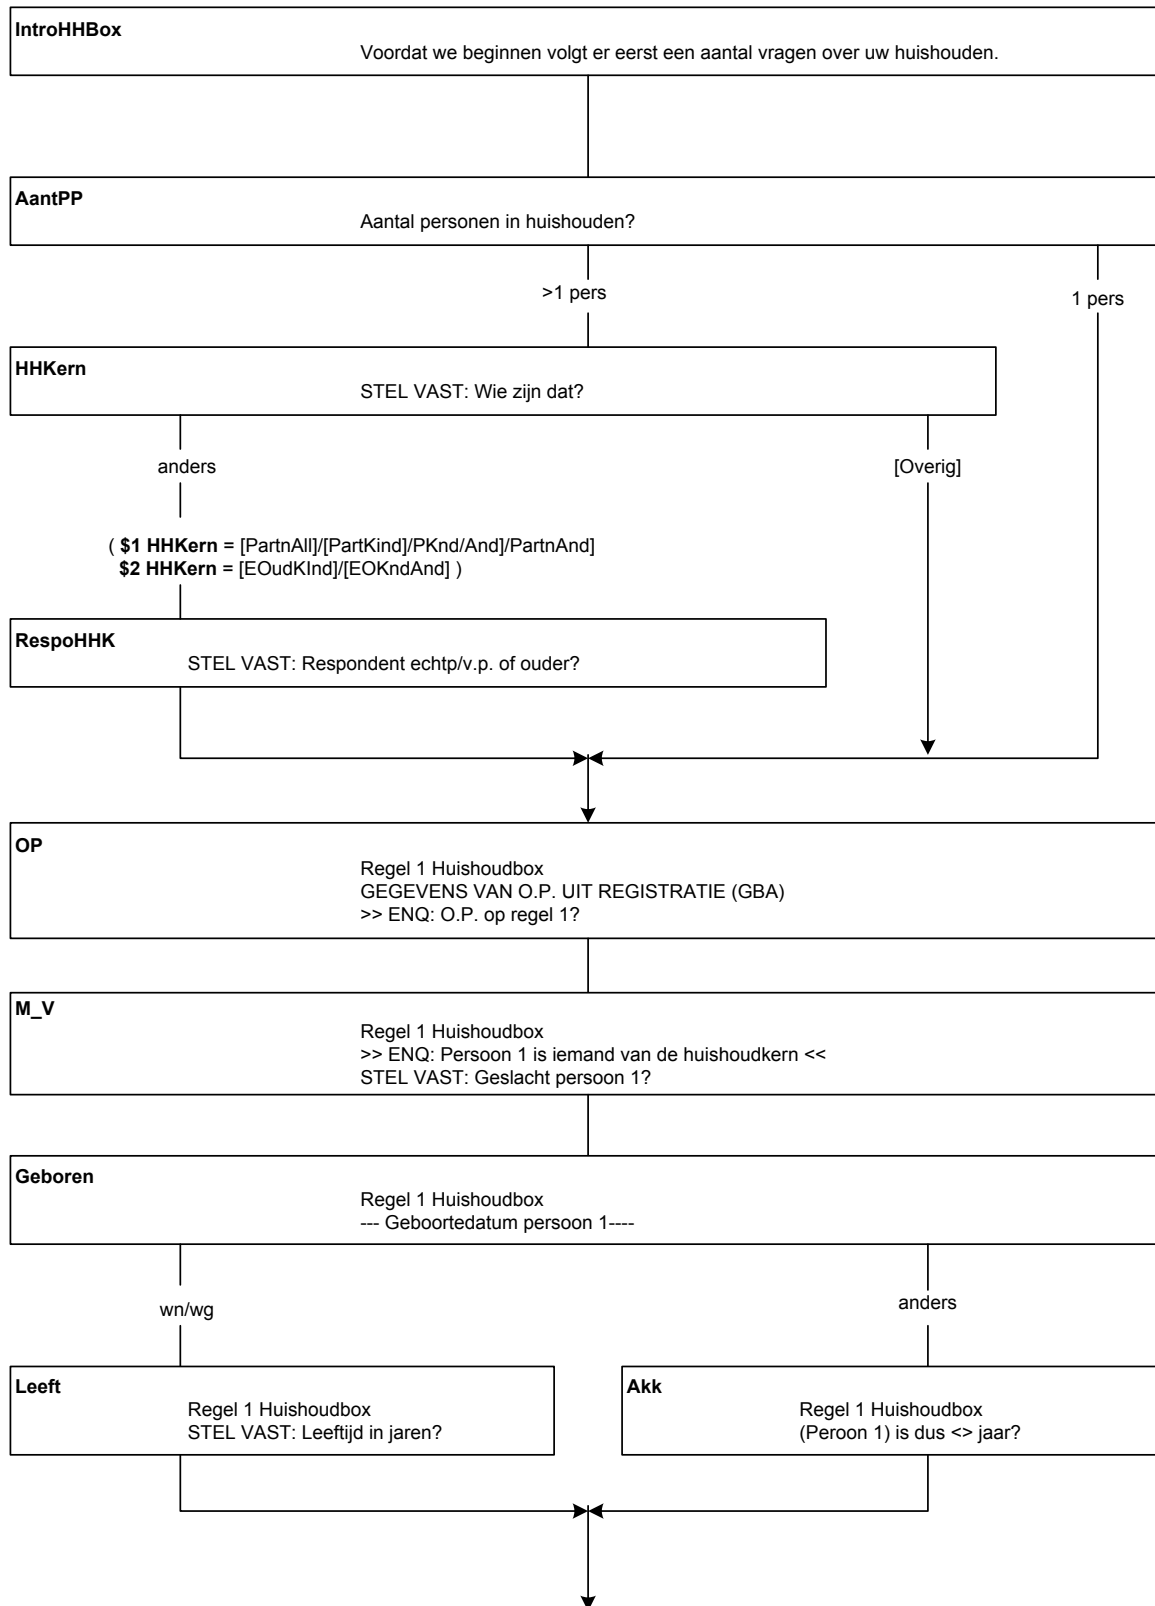 IntroHHBox
Voordat we beginnen volgt er eerst een aantal vragen over uw huishouden.
AantPP
Aantal personen in huishouden?
>1 pers
1 pers
HHKern
STEL VAST: Wie zijn dat?
anders
[Overig]
( $1 HHKern = [PartnAll]/[PartKind]/PKnd/And]/PartnAnd]
$2 HHKern = [EOudKInd]/[EOKndAnd] )
RespoHHK
STEL VAST: Respondent echtp/v.p. of ouder?
OP
Regel 1 Huishoudbox
GEGEVENS VAN O.P. UIT REGISTRATIE (GBA)
>> ENQ: O.P. op regel 1?
M_V
Regel 1 Huishoudbox
>> ENQ: Persoon 1 is iemand van de huishoudkern <<
STEL VAST: Geslacht persoon 1?
Geboren
Regel 1 Huishoudbox
--- Geboortedatum persoon 1----
wn/wg
anders
Leeft
Regel 1 Huishoudbox
STEL VAST: Leeftijd in jaren?
Akk
Regel 1 Huishoudbox
(Peroon 1) is dus <> jaar?